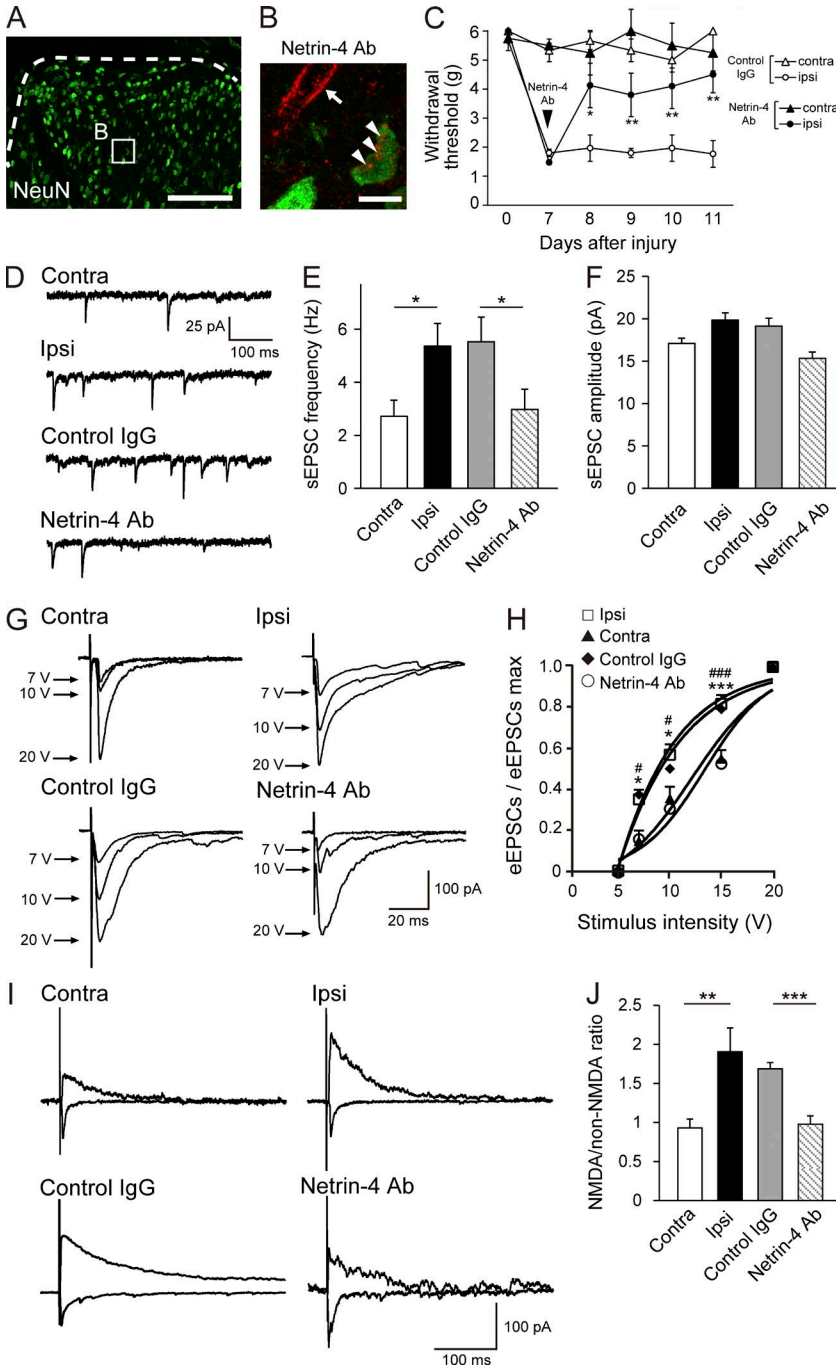 A
B
NeuN
B
Netrin-4 Ab
C
Withdrawal threshold (g)
6
5
4
3
2
1
0
Netrin-4
Ab
*
**
**
**
0
7
8
9
10
11
Days after injury
Control IgG
contra
ipsi
Netrin-4 Ab
contra
ipsi
D
Contra
25 pA
100 ms
Ipsi
Control IgG
Netrin-4 Ab
E
sEPSC frequency (Hz)
8
6
4
2
0
*
*
Contra
Ipsi
Control IgG
Netrin-4 Ab
F
sEPSC amplitude (pA)
25
20
15
10
5
0
Contra
Ipsi
Control IgG
Netrin-4 Ab
G
Contra
7 V
10 V
20 V
Ipsi
7 V
10 V
20 V
Control IgG
7 V
10 V
20 V
Netrin-4 Ab
7 V
10 V
20 V
100 pA
20 ms
H
Ipsi
Contra
Control IgG
Netrin-4 Ab
eEPSCs / eEPSCs max
1.0
0.8
0.6
0.4
0.2
0
#
*
#
*
###
***
0
5
10
15
20
Stimulus intensity (V)
I
Contra
Ipsi
Control IgG
Netrin-4 Ab
100 pA
100 ms
J
NMDA/non-NMDA ratio
2.5
2
1.5
1
0.5
0
**
***
Contra
Ipsi
Control IgG
Netrin-4 Ab